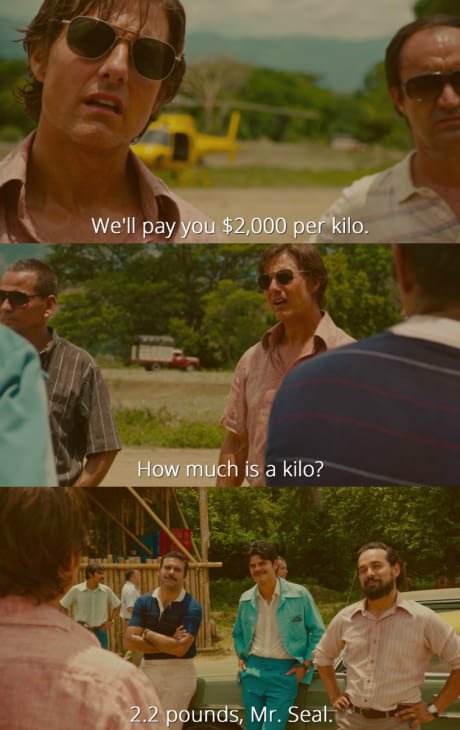 We'll pay you $2,000 per kilo.
How much is a kilo?
2.2 pounds, Mr. Seal.